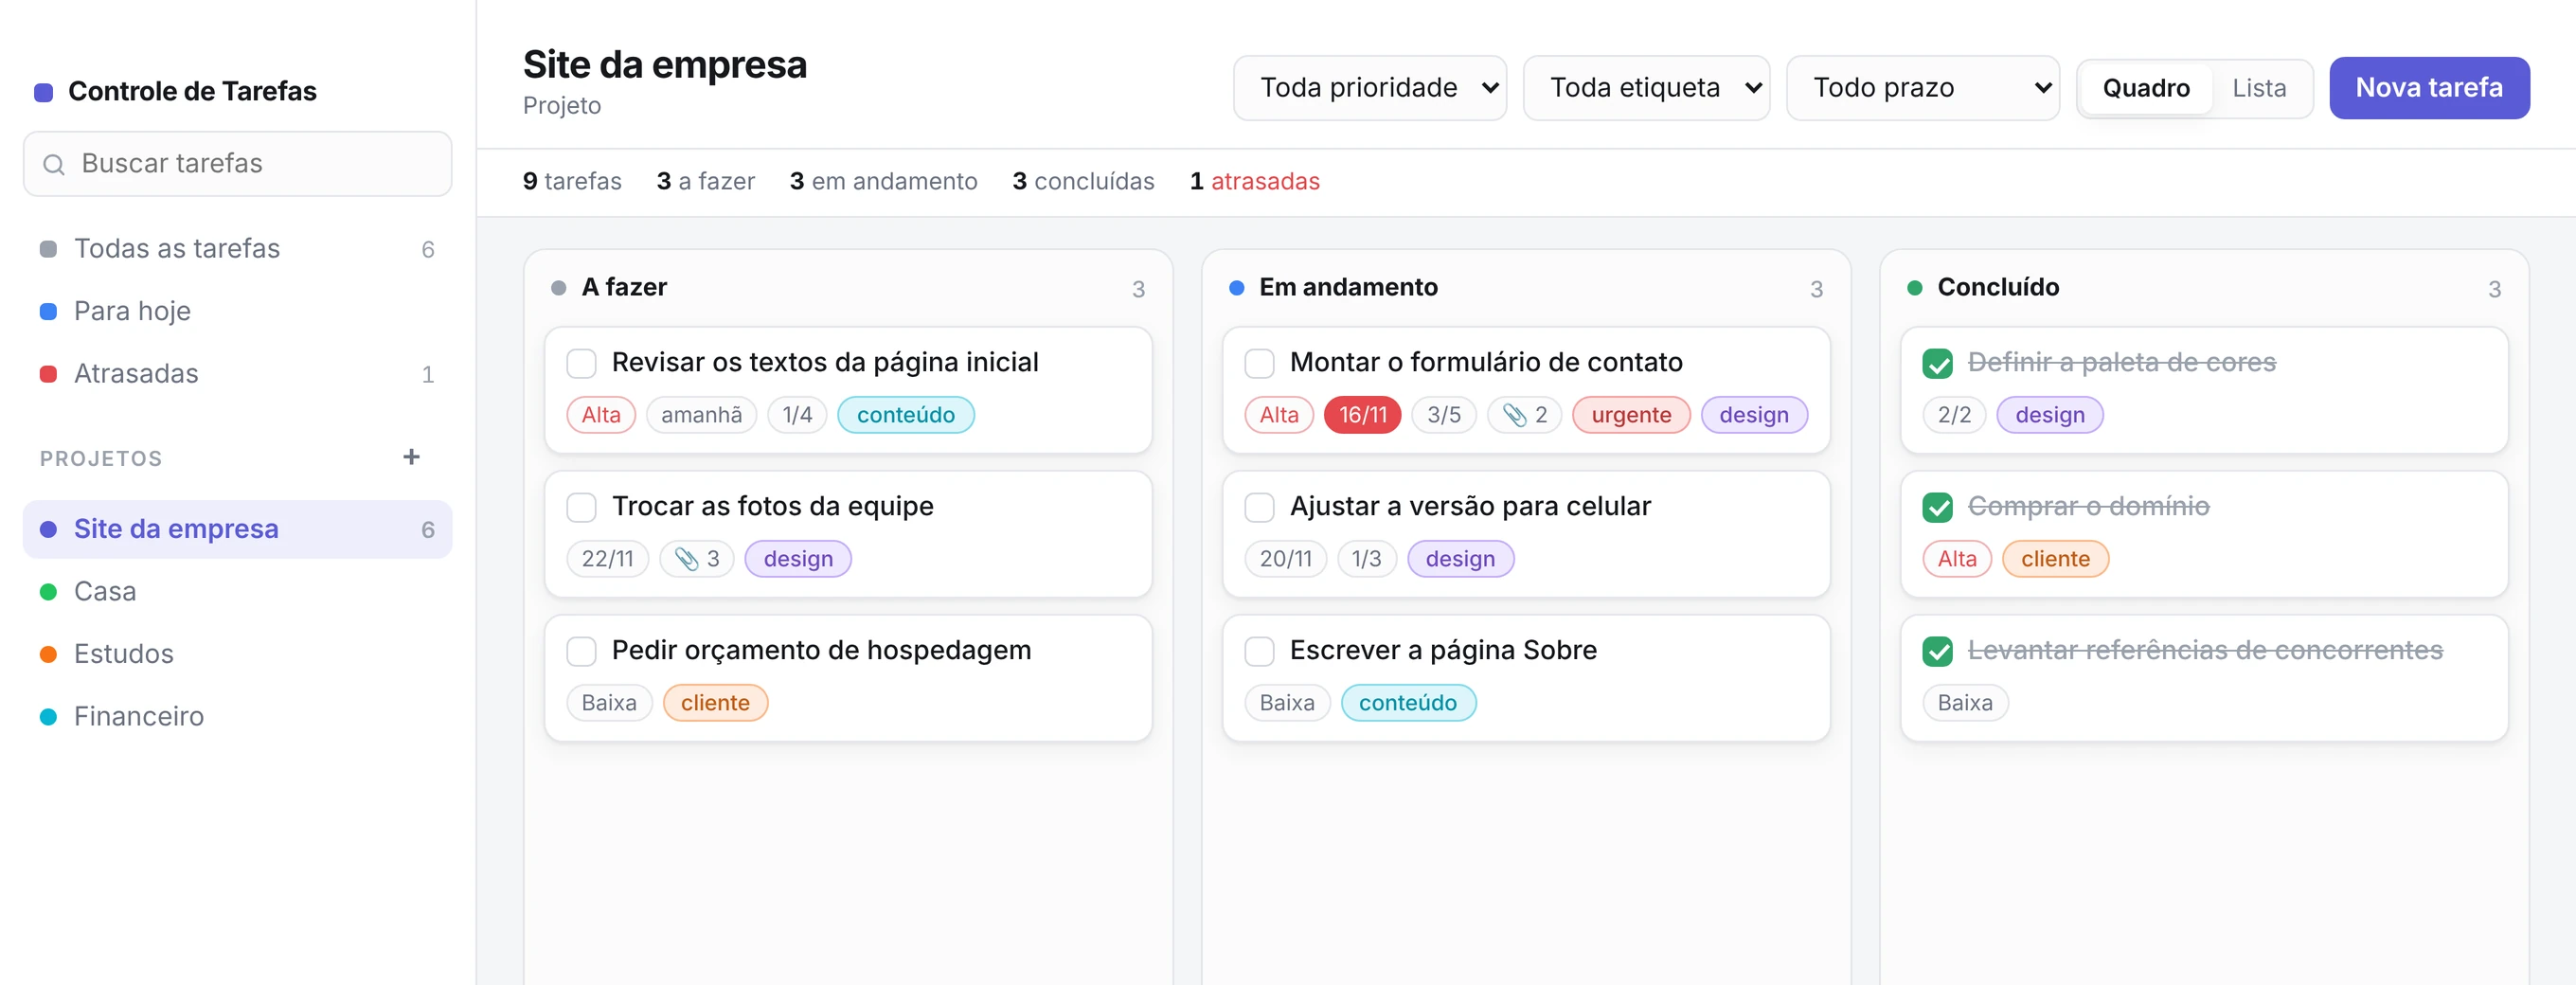 Controle de Tarefas
Buscar tarefas
Todas as tarefas 6
Para hoje
Atrasadas 1
PROJETOS +
Site da empresa 6
Casa
Estudos
Financeiro
Site da empresa
Projeto
Toda prioridade Toda etiqueta Todo prazo Quadro Lista Nova tarefa
9 tarefas 3 a fazer 3 em andamento 3 concluídas 1 atrasadas
A fazer 3
Revisar os textos da página inicial
Alta amanhã 1/4 conteúdo
Trocar as fotos da equipe
22/11 3 design
Pedir orçamento de hospedagem
Baixa cliente
Em andamento 3
Montar o formulário de contato
Alta 16/11 3/5 2 urgente design
Ajustar a versão para celular
20/11 1/3 design
Escrever a página Sobre
Baixa conteúdo
Concluído 3
Definir a paleta de cores
2/2 design
Comprar o domínio
Alta cliente
Levantar referências de concorrentes
Baixa